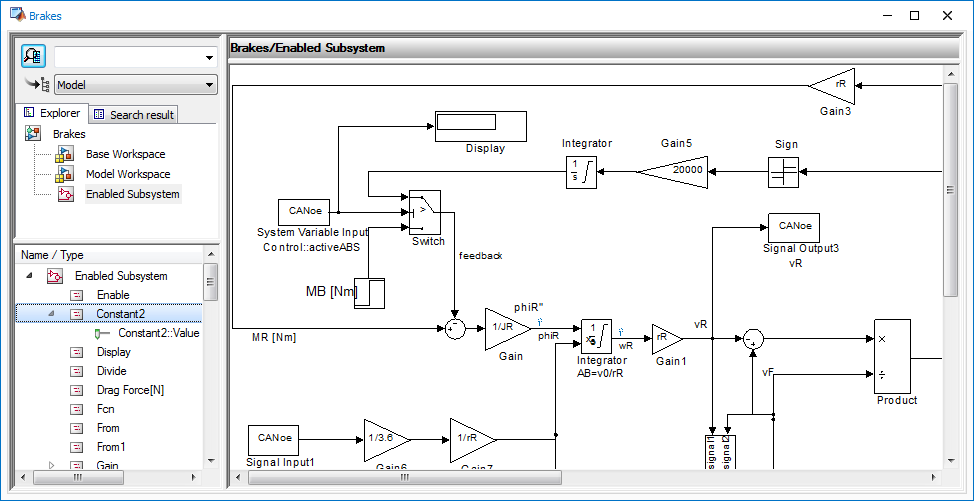 Brakes
Model
Explorer
Search result
Brakes
Base Workspace
Model Workspace
Enabled Subsystem
Name / Type
Enabled Subsystem
Enable
Constant2
Constant2::Value
Display
Divide
Drag Force[N]
Fcn
From
From1
Gain
Brakes/Enabled Subsystem
rR
Gain3
Display
Integrator
1
s
Gain5
20000
Sign
CANoe
System Variable Input
Control::activeABS
>
Switch
feedback
CANoe
Signal Output3
vR
MB [Nm]
MR [Nm]
1/JR
Gain
phiR"
phiR
1
Integrator
AB=v0/rR
wR
rR
Gain1
vR
vF
×
÷
Product
CANoe
Signal Input1
1/3.6
Gain6
1/rR
Gain7
signal1
signal2